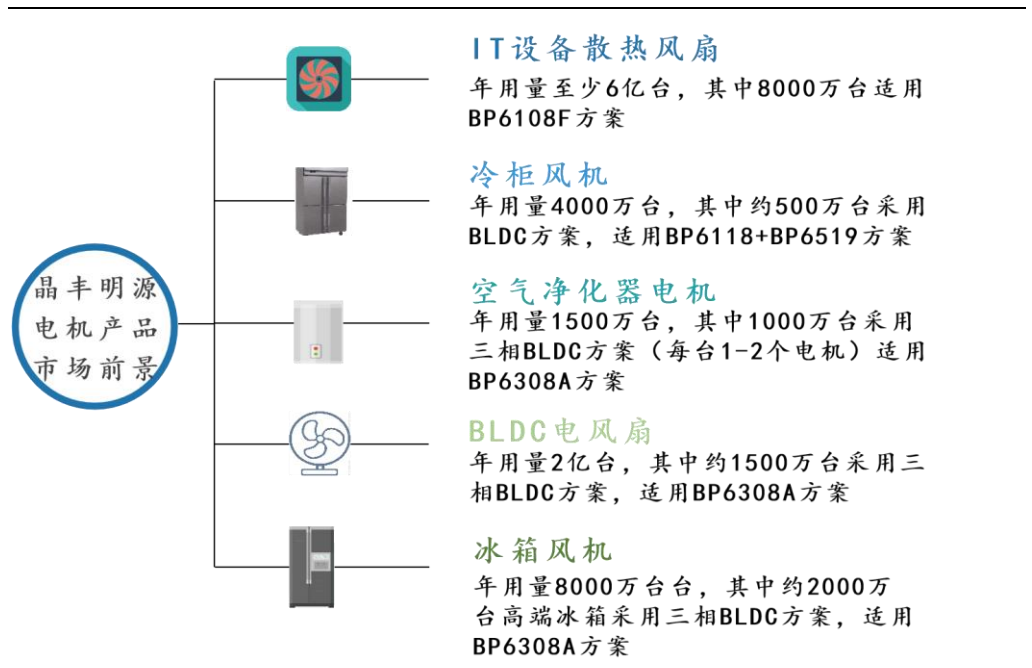 晶丰明源
电机产品
市场前景
IT设备散热风扇
年用量至少6亿台，其中8000万台适用
BP6108F方案
冷柜风机
年用量4000万台，其中约500万台采用
BLDC方案，适用BP6118+BP6519方案
空气净化器电机
年用量1500万台，其中1000万台采用
三相BLDC方案（每台1-2个电机）适用
BP6308A方案
BLDC电风扇
年用量2亿台，其中约1500万台采用三
相BLDC方案，适用BP6308A方案
冰箱风机
年用量8000万台台，其中约2000万
台高端冰箱采用三相BLDC方案，适用
BP6308A方案